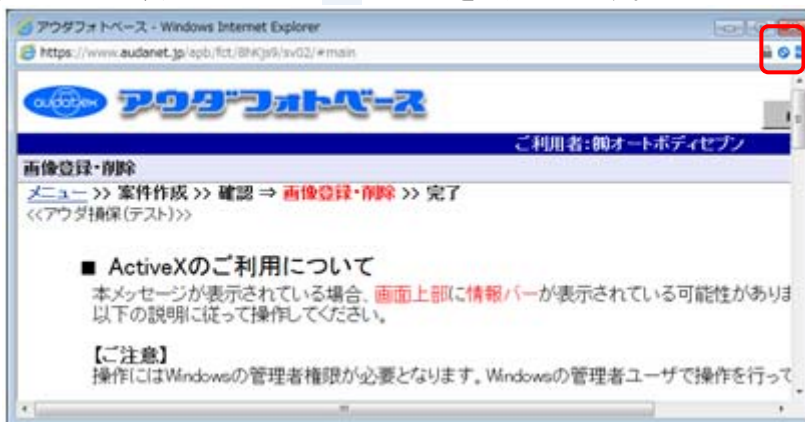 アウダフォトベース - Windows Internet Explorer
https://www.audanet.jp/apb/fct/8hKjs9/sv02/#main
audatex アウダフォトベース
ご利用者:㈱オートボディセブン
画像登録・削除
メニュー >> 案件作成 >> 確認 ⇒ 画像登録・削除 >> 完了
<<アウダ損保(テスト)>>
■ ActiveXのご利用について
本メッセージが表示されている場合、画面上部に情報バーが表示されている可能性がありま
以下の説明に従って操作してください。
【ご注意】
操作にはWindowsの管理者権限が必要となります。Windowsの管理者ユーザで操作を行って